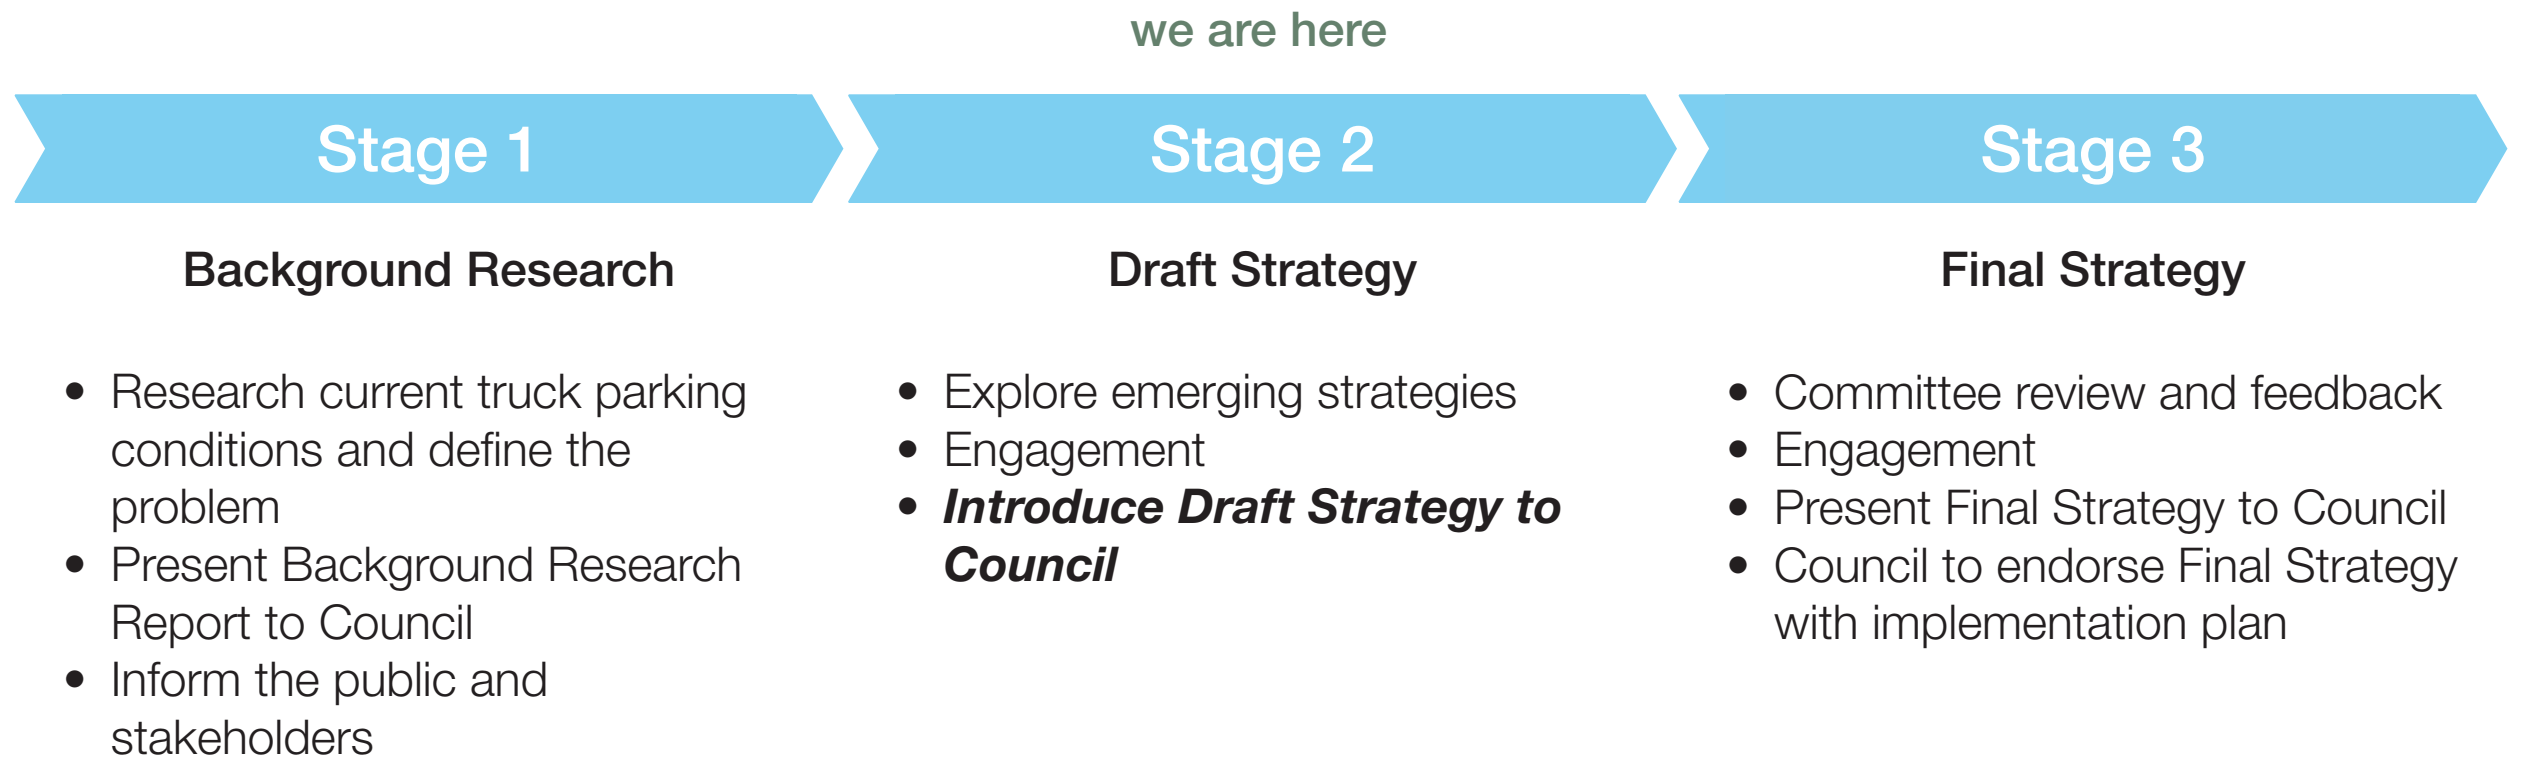 we are here
Stage 1
Stage 2
Stage 3
Background Research
• Research current truck parking
conditions and define the
problem
• Present Background Research
Report to Council
• Inform the public and
stakeholders
Draft Strategy
• Explore emerging strategies
• Engagement
• Introduce Draft Strategy to
Council
Final Strategy
• Committee review and feedback
• Engagement
• Present Final Strategy to Council
• Council to endorse Final Strategy
with implementation plan